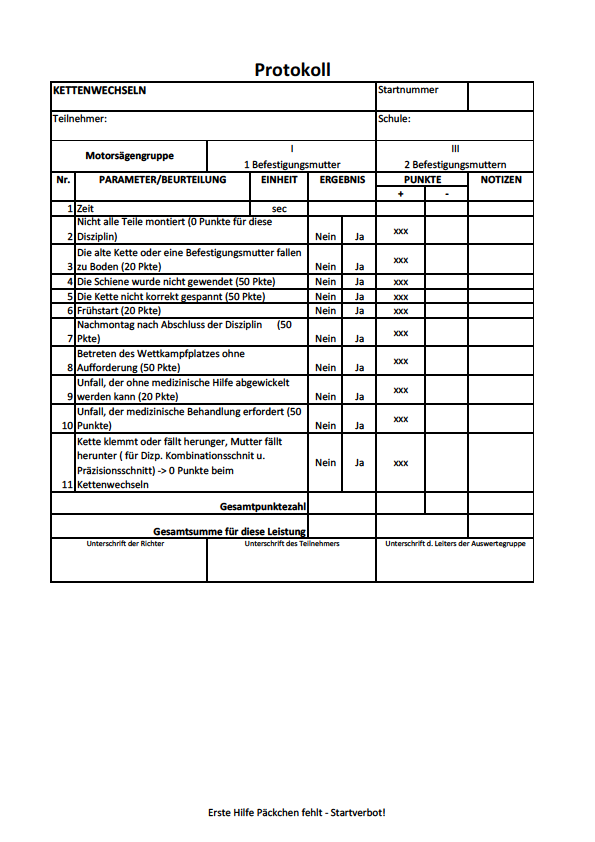 Protokoll
KETTENWECHSELN Startnummer
Teilnehmer: Schule:
Motorsägengruppe I III
1 Befestigungsmutter 2 Befestigungsmuttern
Nr. PARAMETER/BEURTEILUNG EINHEIT ERGEBNIS PUNKTE NOTIZEN
+ -
1 Zeit sec
Nicht alle Teile montiert (0 Punkte für diese
2 Disziplin) Nein Ja xxx
Die alte Kette oder eine Befestigungsmutter fallen
3 zu Boden (20 Pkte) Nein Ja xxx
4 Die Schiene wurde nicht gewendet (50 Pkte) Nein Ja xxx
5 Die Kette nicht korrekt gespannt (50 Pkte) Nein Ja xxx
6 Frühstart (20 Pkte) Nein Ja xxx
Nachmontag nach Abschluss der Disziplin (50
7 Pkte) Nein Ja xxx
Betreten des Wettkampfplatzes ohne
8 Aufforderung (50 Pkte) Nein Ja xxx
Unfall, der ohne medizinische Hilfe abgewickelt
9 werden kann (20 Pkte) Nein Ja xxx
Unfall, der medizinische Behandlung erfordert (50
10 Punkte) Nein Ja xxx
Kette klemmt oder fällt herunger, Mutter fällt
herunter ( für Dizp. Kombinationsschnit u.
Präzisionsschnitt) -> 0 Punkte beim Nein Ja xxx
11 Kettenwechseln
Gesamtpunktezahl
Gesamtsumme für diese Leistung
Unterschrift der Richter Unterschrift des Teilnehmers Unterschrift d. Leiters der Auswertegruppe
Erste Hilfe Päckchen fehlt - Startverbot!